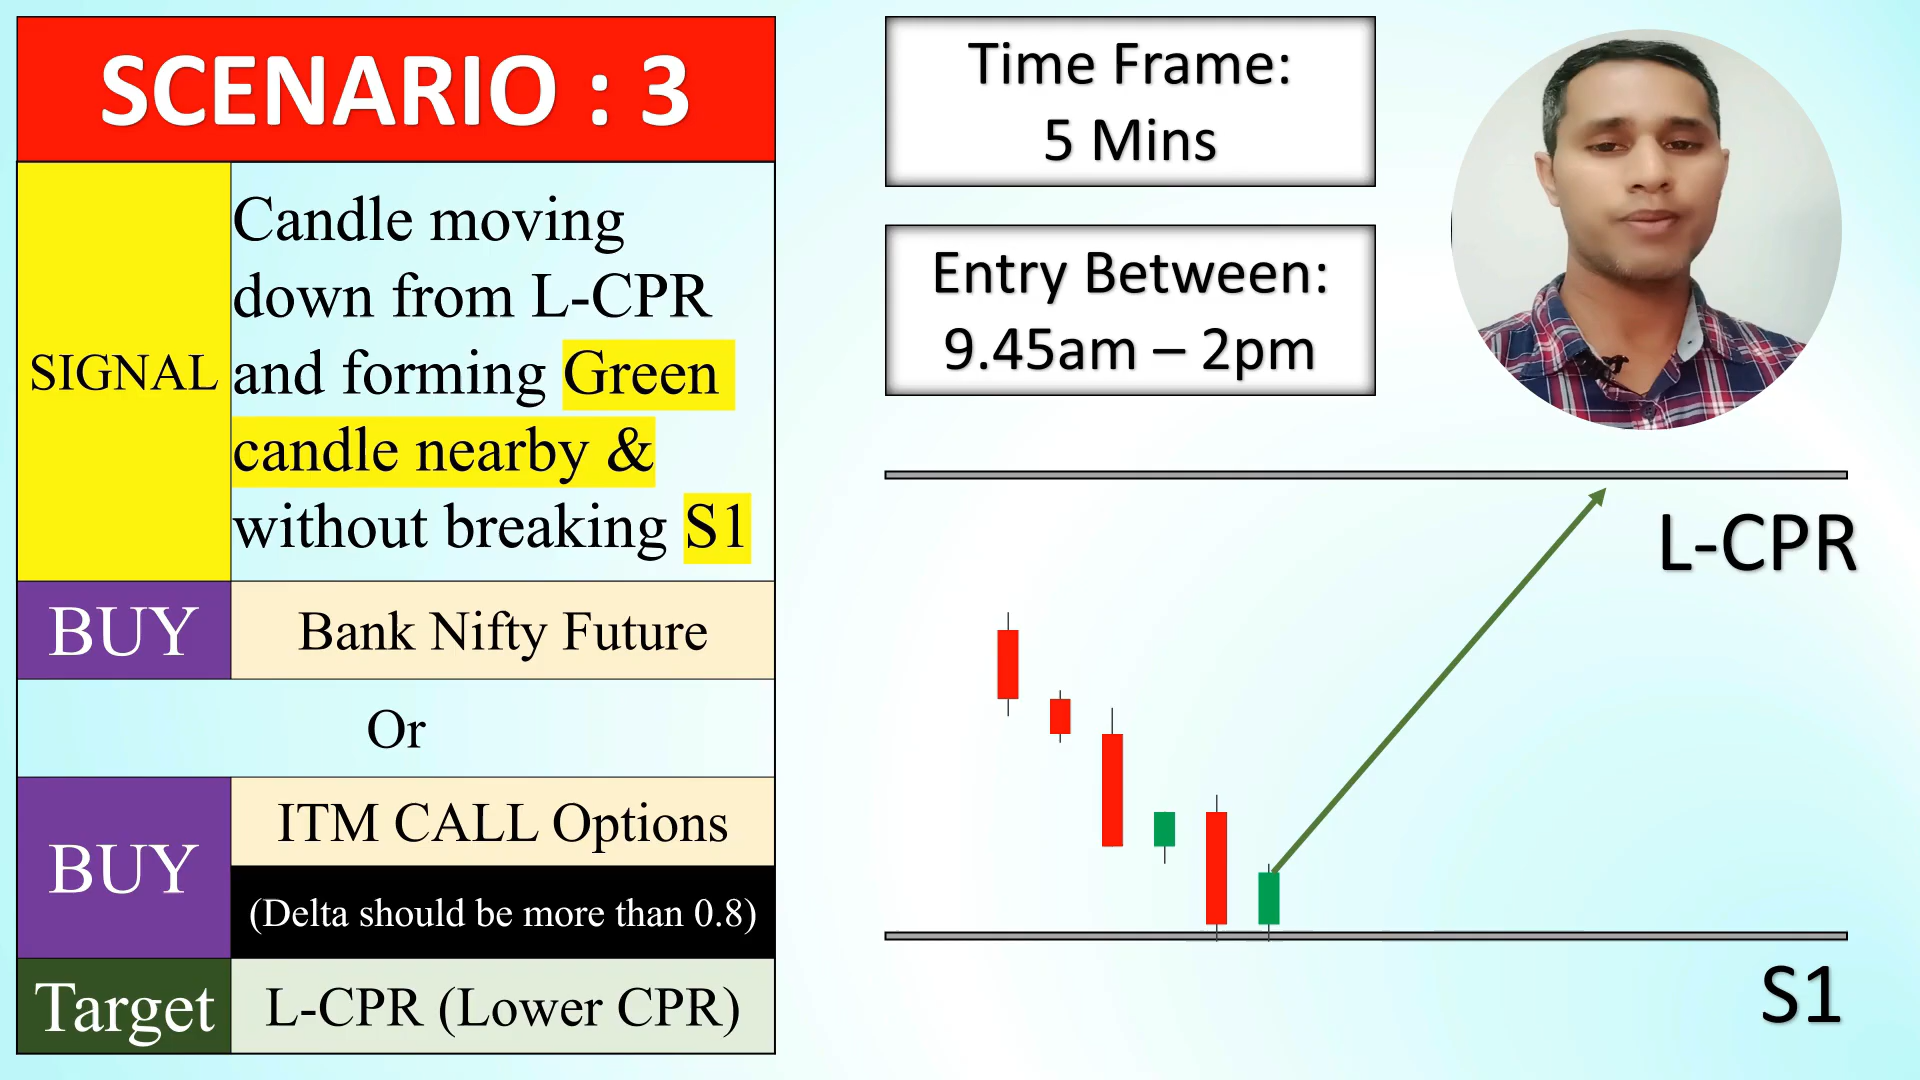 SCENARIO : 3
SIGNAL
Candle moving
down from L-CPR
and forming Green
candle nearby &
without breaking S1
BUY
Bank Nifty Future
Or
BUY
ITM CALL Options
(Delta should be more than 0.8)
Target
L-CPR (Lower CPR)
Time Frame:
5 Mins
Entry Between:
9.45am – 2pm
L-CPR
S1